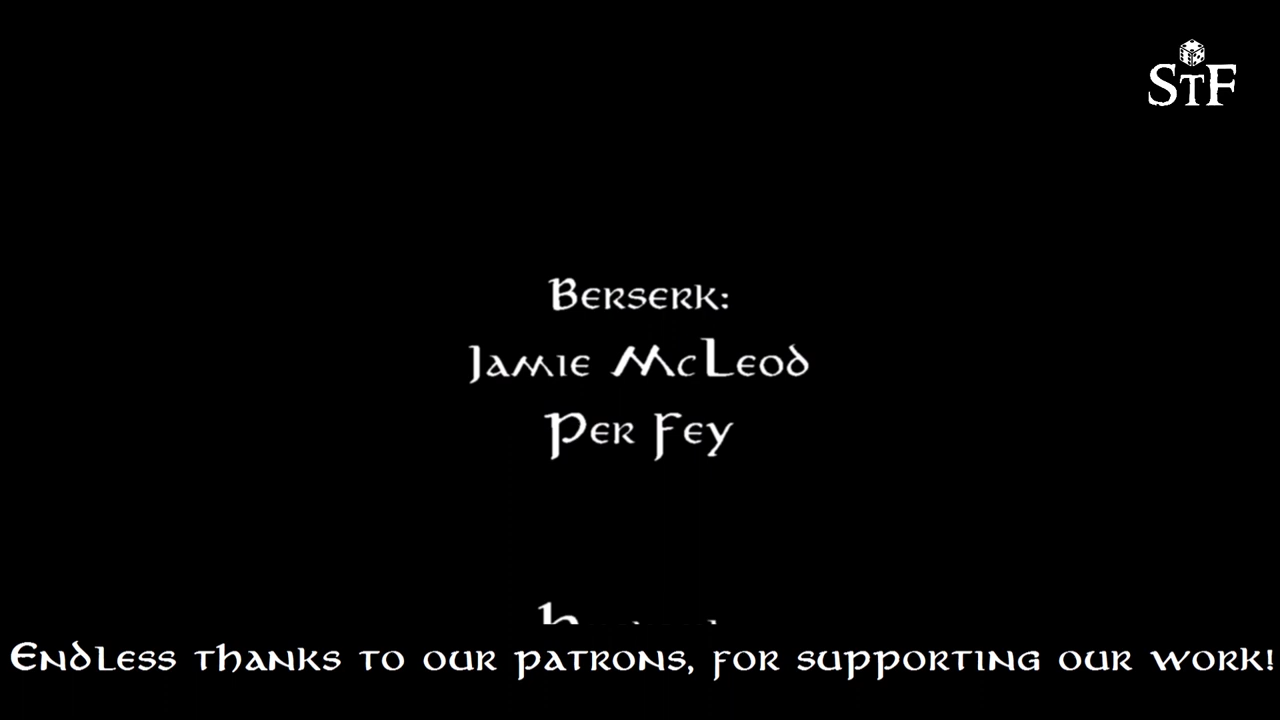 STF
Berserk:
Jamie McLeod
Per Fey
Endless thanks to our patrons, for supporting our work!